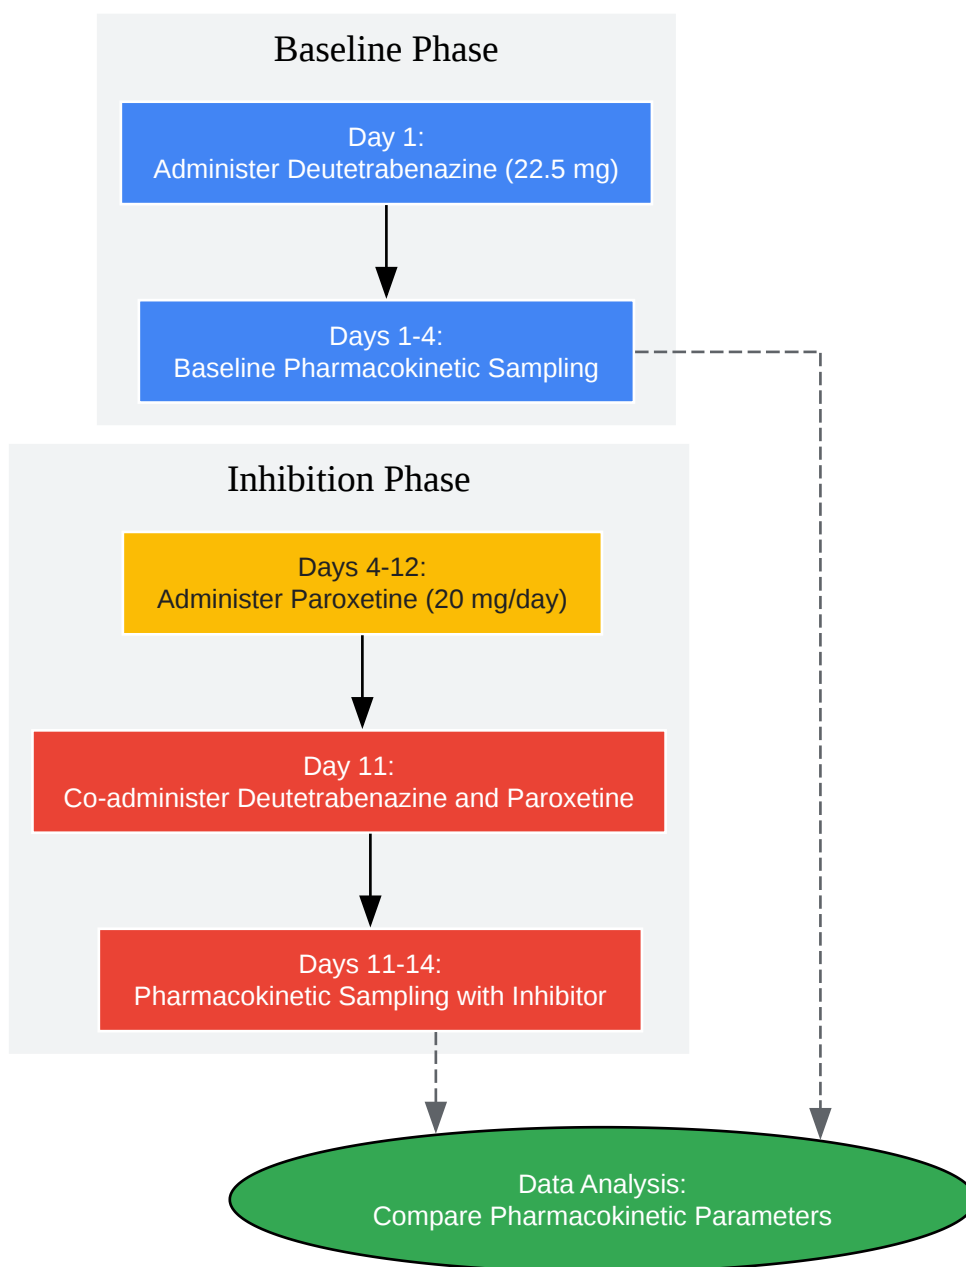 Baseline Phase
Day 1:
Administer Deutetrabenazine (22.5 mg)
Days 1-4:
Baseline Pharmacokinetic Sampling
Inhibition Phase
Days 4-12:
Administer Paroxetine (20 mg/day)
Day 11:
Co-administer Deutetrabenazine and Paroxetine
Days 11-14:
Pharmacokinetic Sampling with Inhibitor
Data Analysis:
Compare Pharmacokinetic Parameters